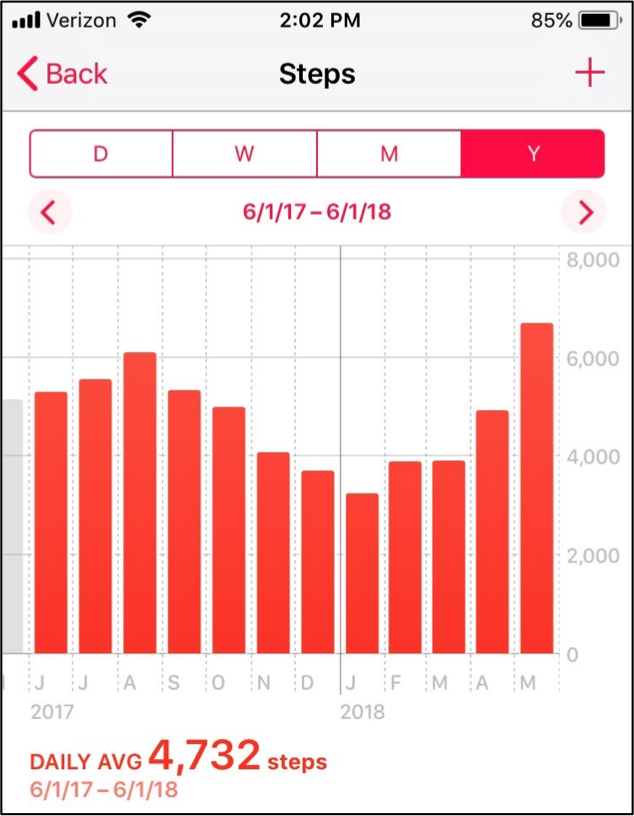 Verizon 2:02 PM 85%
Back Steps +
D W M Y
6/1/17 – 6/1/18
8,000
6,000
4,000
2,000
0
J J A S O N D J F M A M
2017 2018
DAILY AVG 4,732 steps
6/1/17 – 6/1/18